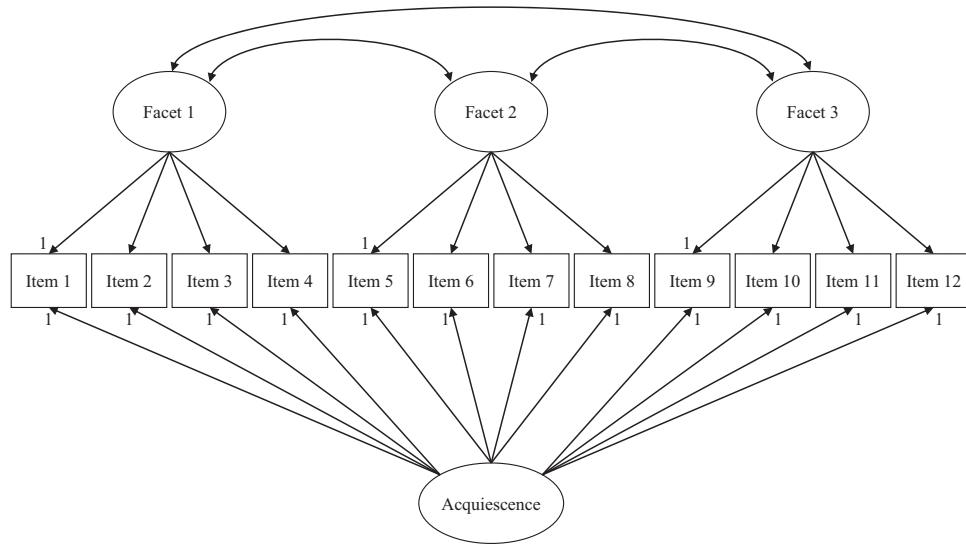 Facet 1 Facet 2 Facet 3
1 1 1
Item 1 Item 2 Item 3 Item 4 Item 5 Item 6 Item 7 Item 8 Item 9 Item 10 Item 11 Item 12
1 1 1 1 1 1 1 1 1 1 1 1
Acquiescence